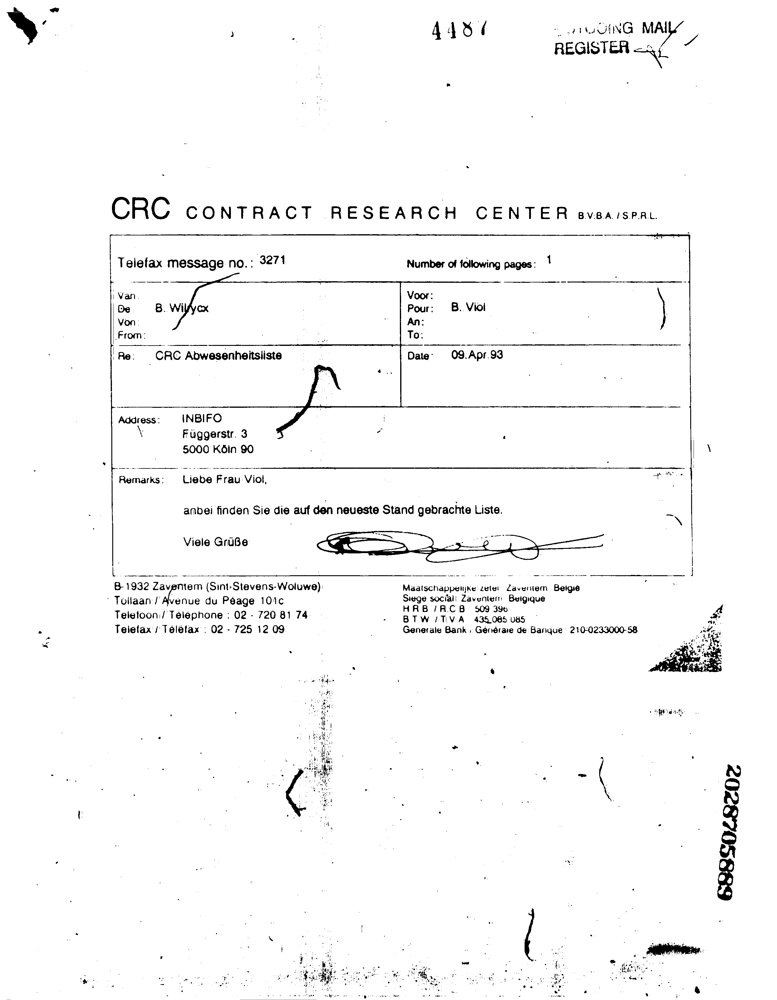 4487
MAIL
REGISTER
CRC CONTRACT RESEARCH CENTER B.V.B.A. / S.P.R.L.
Telefax message no.: 3271
Number of following pages: 1
Van
De
Von
From:
B.
Voor:
Pour:
An:
To:
B. Viol
Re: CRC Abwesenheitsliste
Date: 09.Apr.93
Address: INBIFO
Függerstr. 3
5000 Köln 90
Remarks: Liebe Frau Viol,
anbei finden Sie die auf den neueste Stand gebrachte Liste.
Viele Grüße
B-1932 Zaventem (Sint-Stevens-Woluwe)
Tollaan / Avenue du Péage 101c
Telefoon / Téléphone : 02 - 720 81 74
Telefax / Téléfax : 02 - 725 12 09
Maatschappelijke zetel Zaventem België
Siège social: Zaventem Belgique
H R B / R C B 509 396
B T W / T V A 435,085 085
Generale Bank / Générale de Banque 210-0233000-58
2028705889